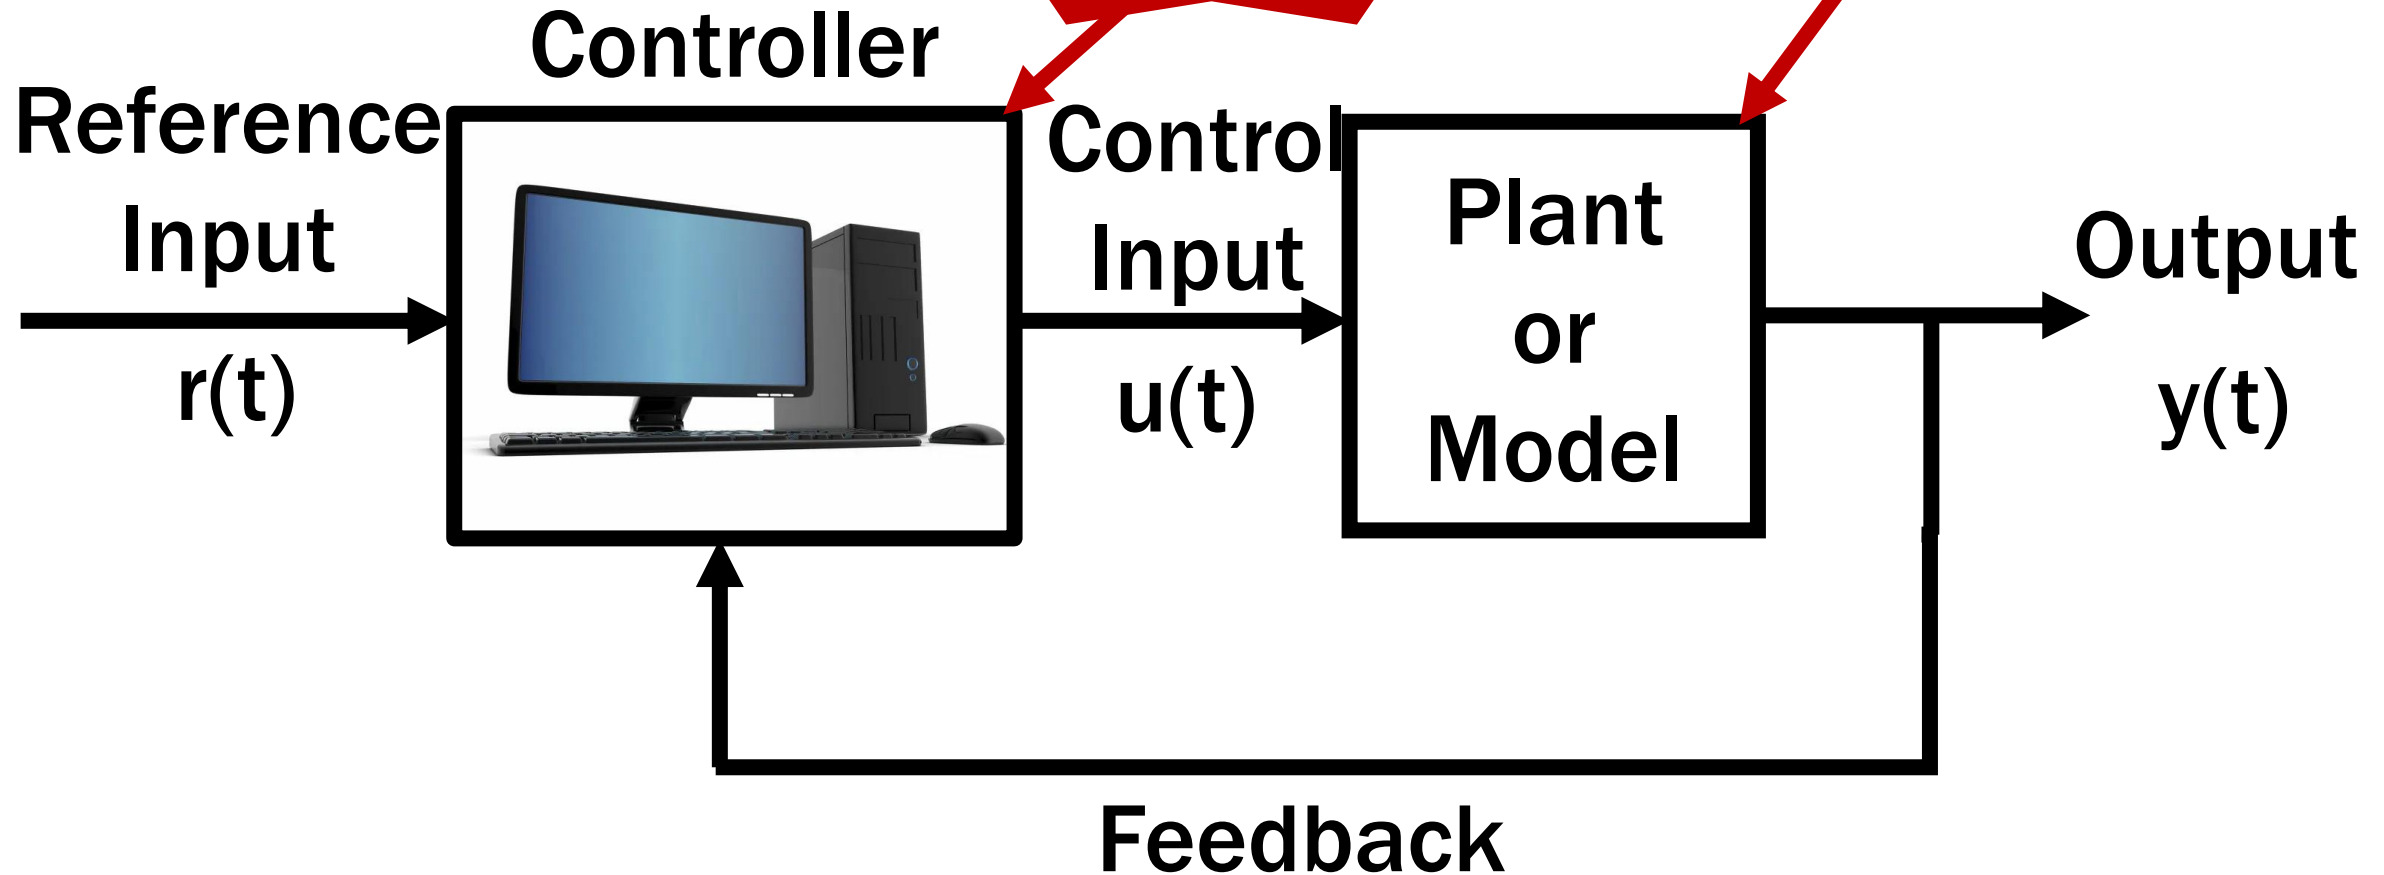 Controller
Reference
Input
r(t)
Control
Input
u(t)
Plant
or
Model
Output
y(t)
Feedback